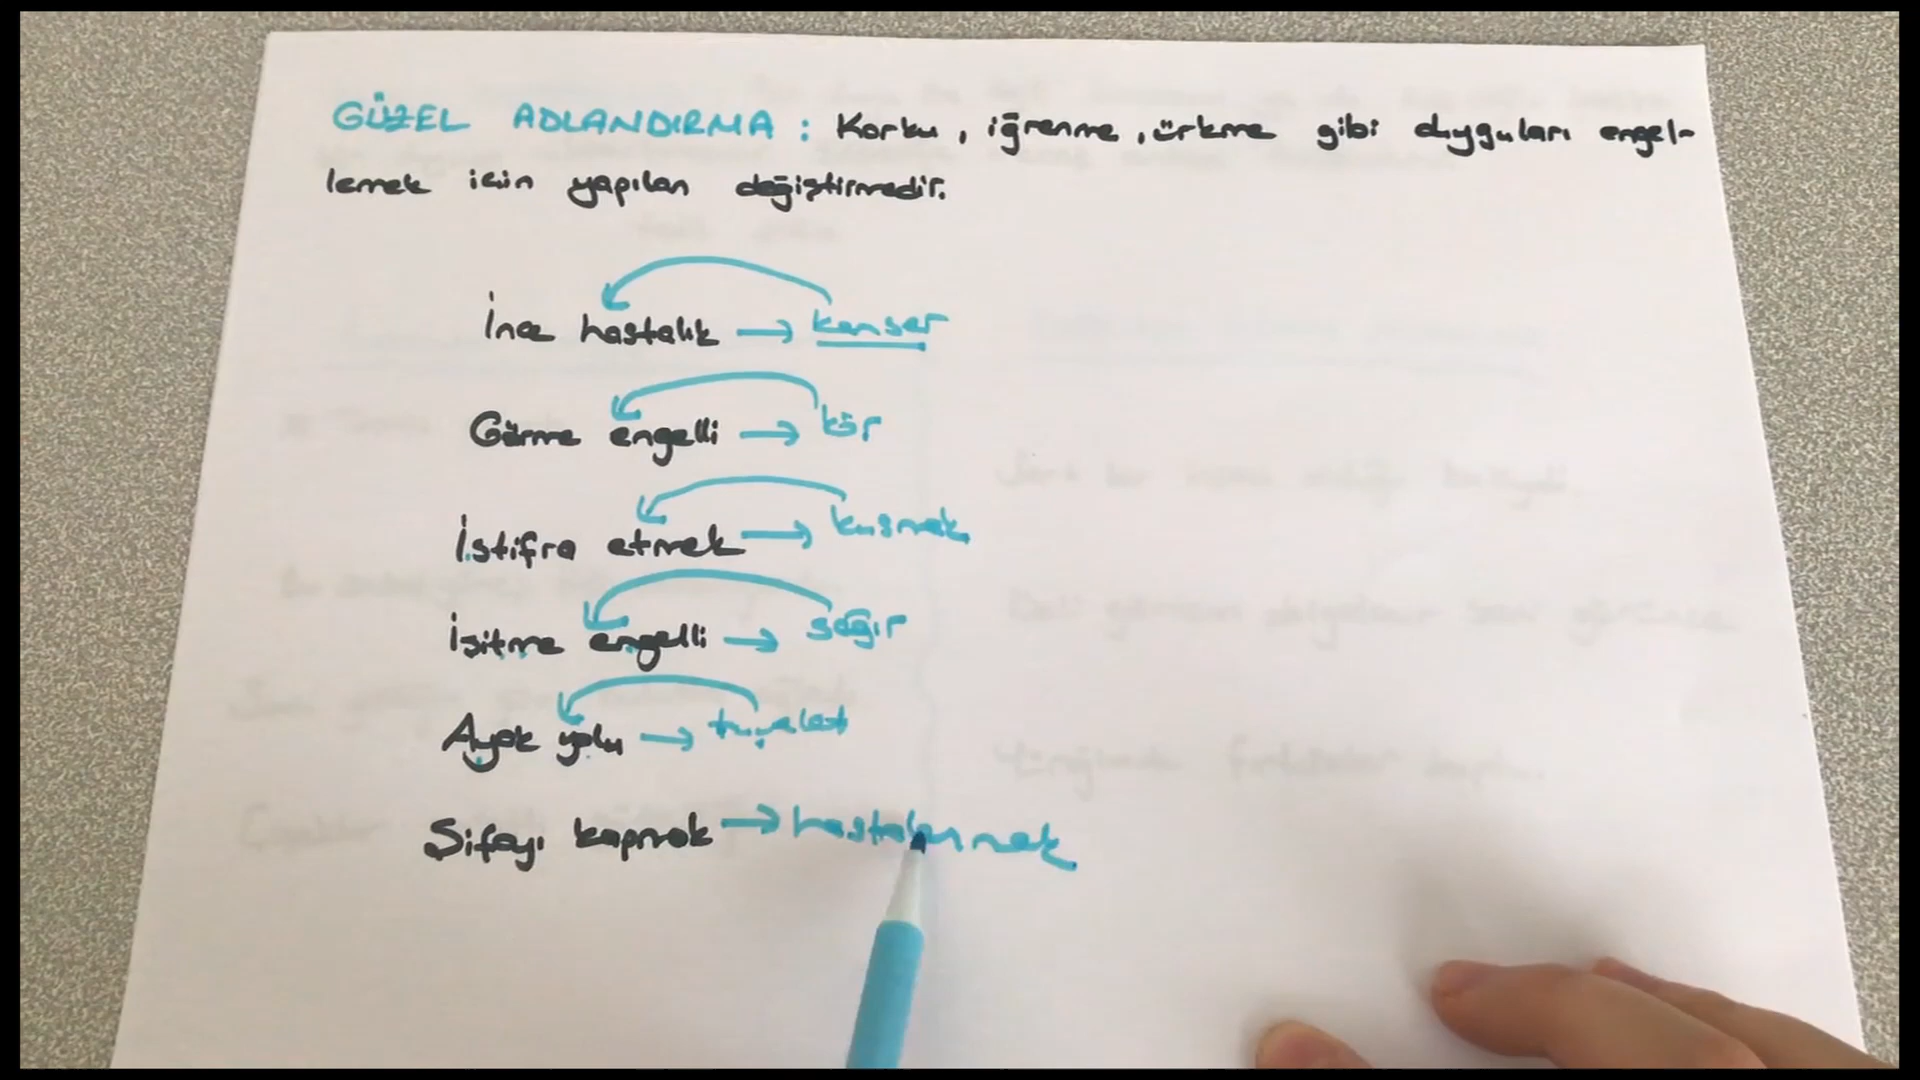 GÜZEL ADLANDIRMA : Korku, iğrenme, ürkme gibi duyguları engel-
lemek için yapılan değiştirmedir.
İnce hastalık → kanser
Görme engelli → kör
İstifra etmek → kusmak
İşitme engelli → sağır
Ayak yolu → tuvalet
Şifayı kapmak → hastalanmak